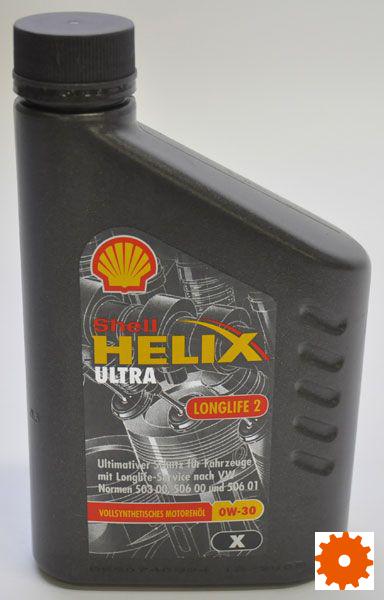 Shell
HELIX
ULTRA
LONGLIFE 2
Ultimativer Schutz für Fahrzeuge
mit Longlife-Service nach VW
Normen 503 00, 506 00 und 506 01
VOLLSYNTHETISCHES MOTORENÖL
0W-30
X